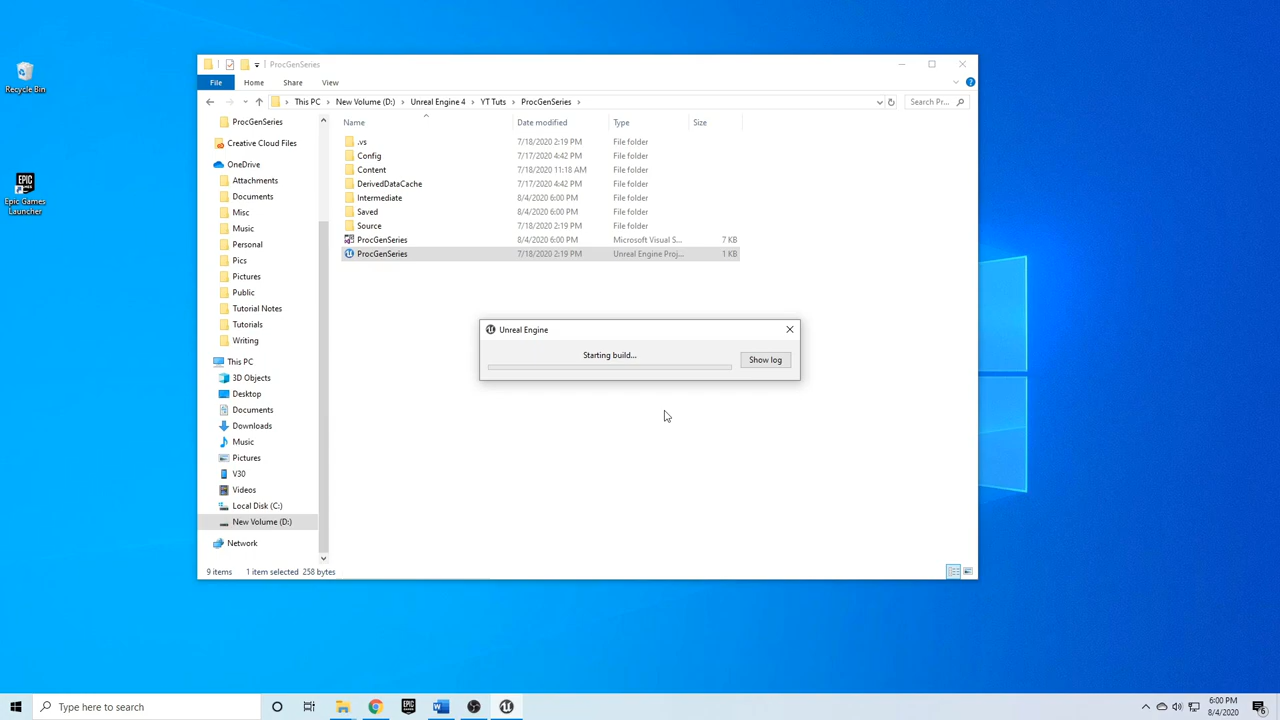 Recycle Bin
EPIC
GAMES
Epic Games
Launcher
ProcGenSeries
File Home Share View
This PC New Volume (D:) Unreal Engine 4 YT Tuts ProcGenSeries
Search Pr...
Name Date modified Type Size
.vs 7/18/2020 2:19 PM File folder
Config 7/17/2020 4:42 PM File folder
Content 7/18/2020 11:18 AM File folder
DerivedDataCache 7/17/2020 4:42 PM File folder
Intermediate 8/4/2020 6:00 PM File folder
Saved 8/4/2020 6:00 PM File folder
Source 7/18/2020 2:19 PM File folder
ProcGenSeries 8/4/2020 6:00 PM Microsoft Visual S... 7 KB
ProcGenSeries 7/18/2020 2:19 PM Unreal Engine Proj... 1 KB
ProcGenSeries
Creative Cloud Files
OneDrive
Attachments
Documents
Misc
Music
Personal
Pics
Pictures
Public
Tutorial Notes
Tutorials
Writing
This PC
3D Objects
Desktop
Documents
Downloads
Music
Pictures
V30
Videos
Local Disk (C:)
New Volume (D:)
Network
Unreal Engine
Starting build...
Show log
9 items 1 item selected 258 bytes
Type here to search
6:00 PM
8/4/2020
6